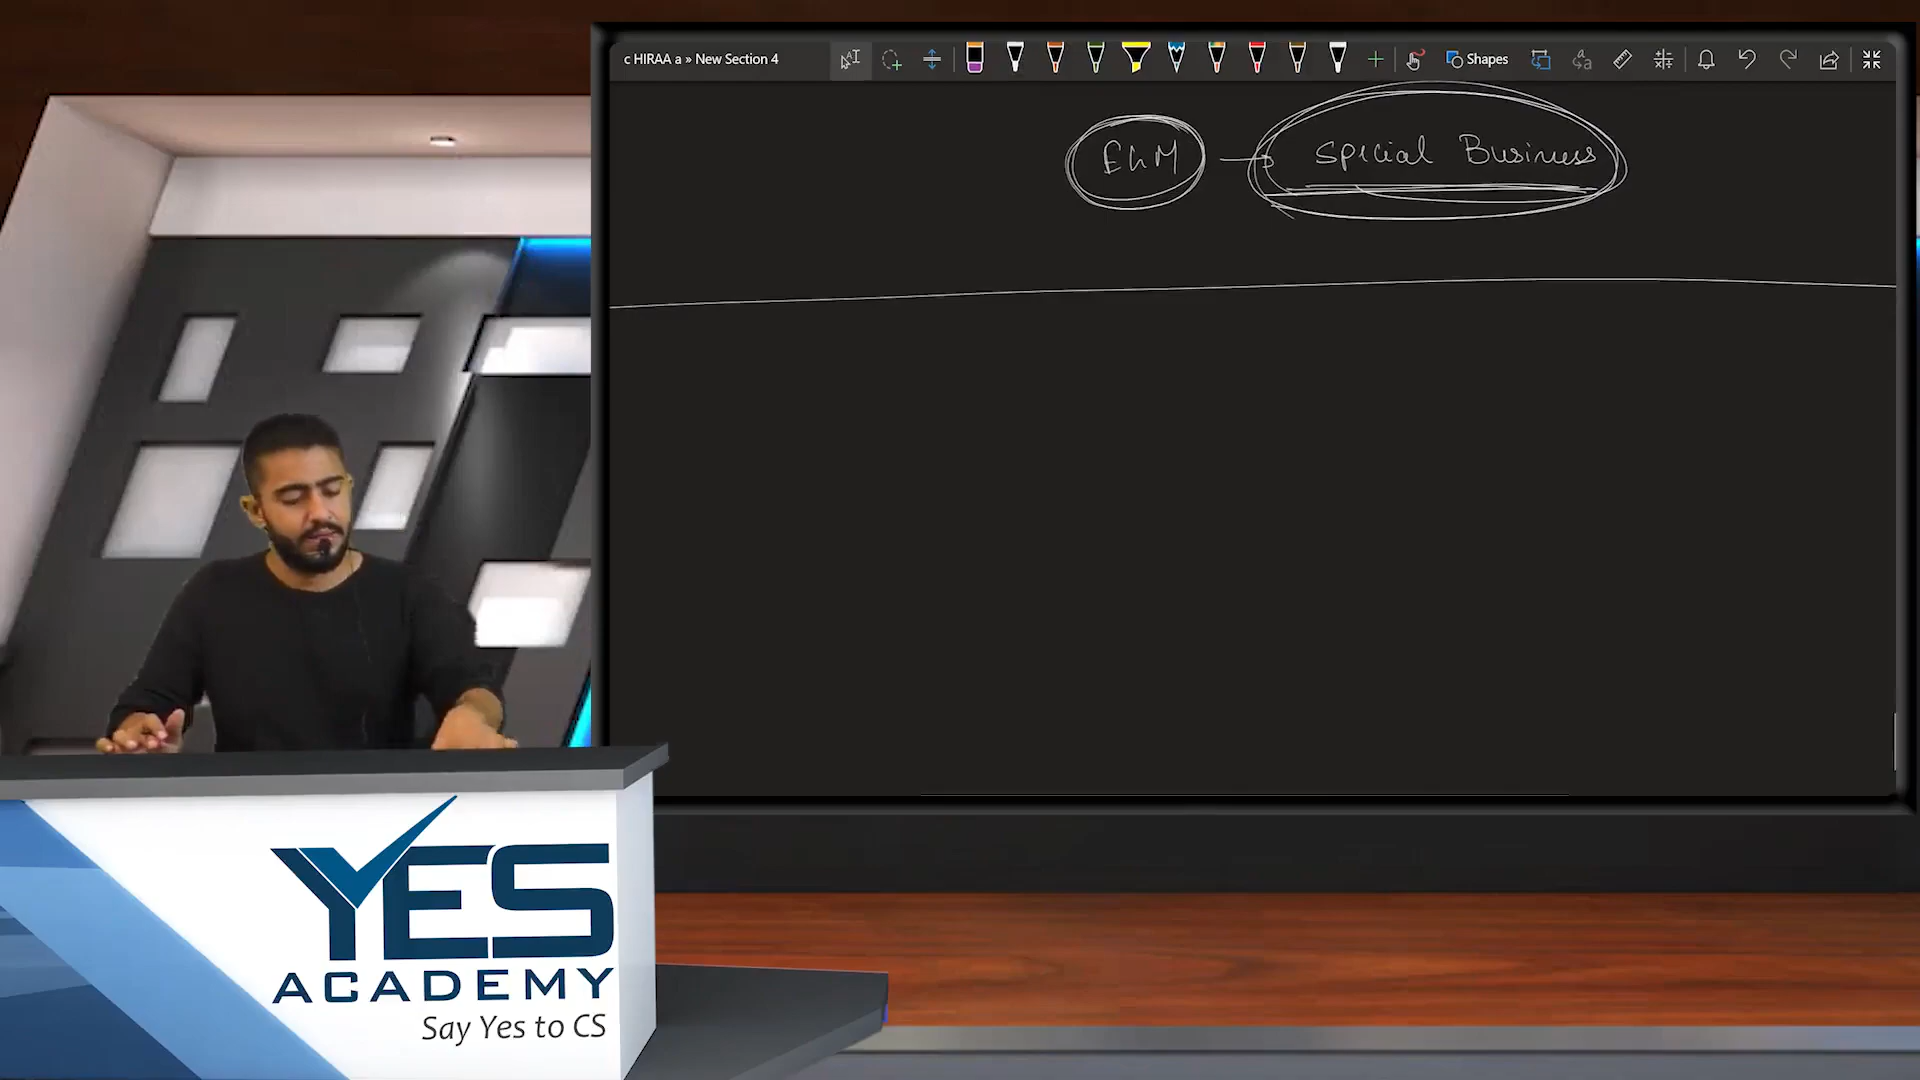 c HIRAA a » New Section 4
Shapes
EGM → Special Business
YES
ACADEMY
Say Yes to CS